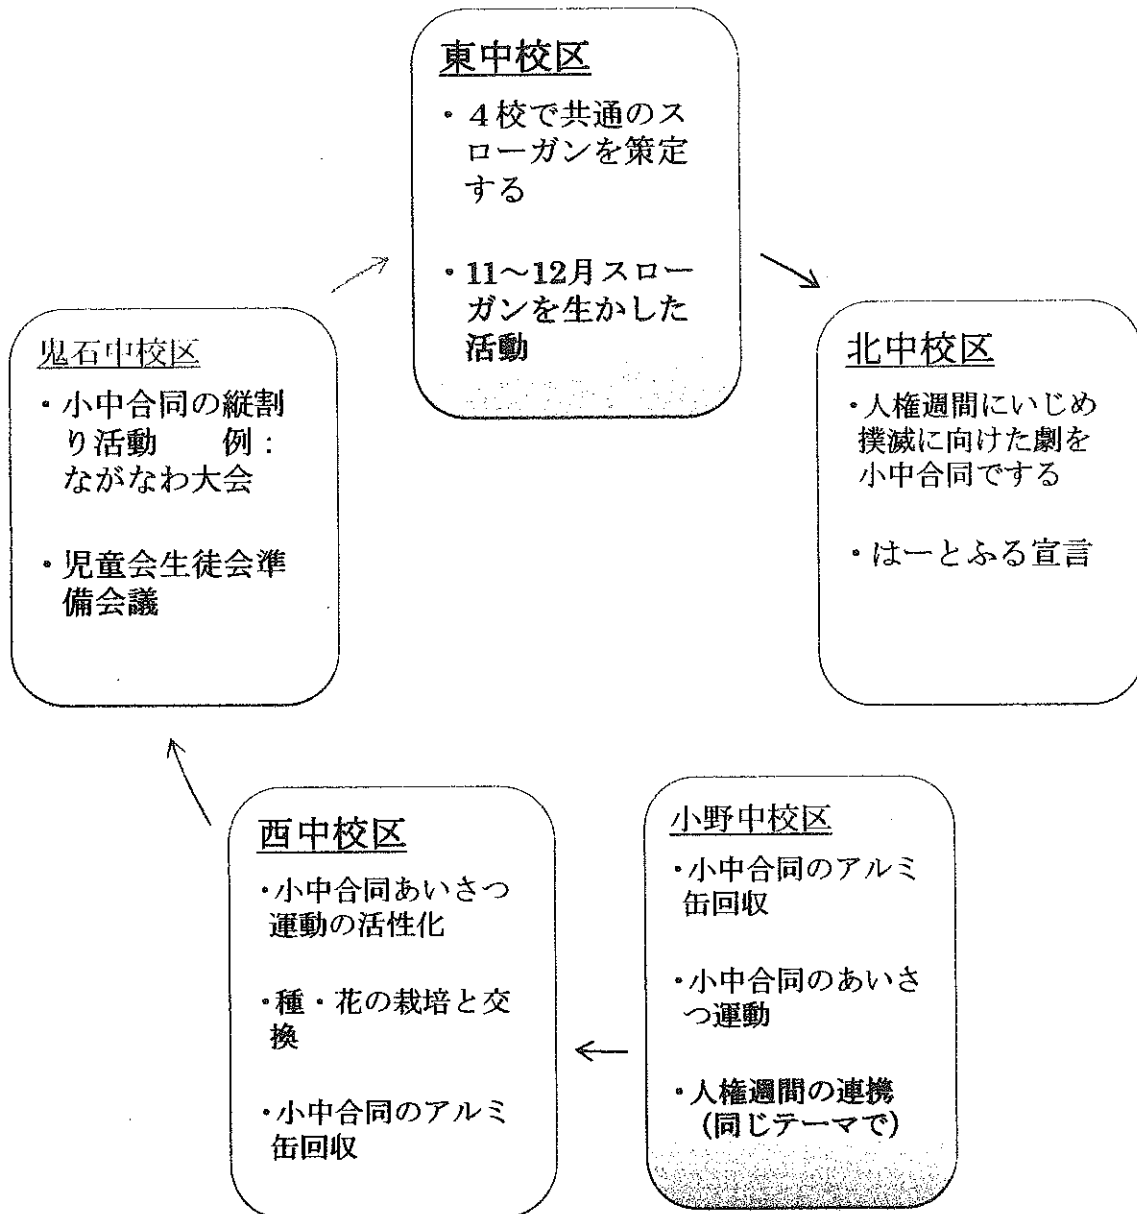 東中校区
・４校で共通のス
ローガンを策定
する
・11～12月スロー
ガンを生かした
活動
鬼石中校区
・小中合同の縦割
り活動　　例：
ながなわ大会
・児童会生徒会準
備会議
北中校区
・人権週間にいじめ
撲滅に向けた劇を
小中合同でする
・はーとふる宣言
西中校区
・小中合同あいさつ
運動の活性化
・種・花の栽培と交
換
・小中合同のアルミ
缶回収
小野中校区
・小中合同のアルミ
缶回収
・小中合同のあいさ
つ運動
・人権週間の連携
（同じテーマで）